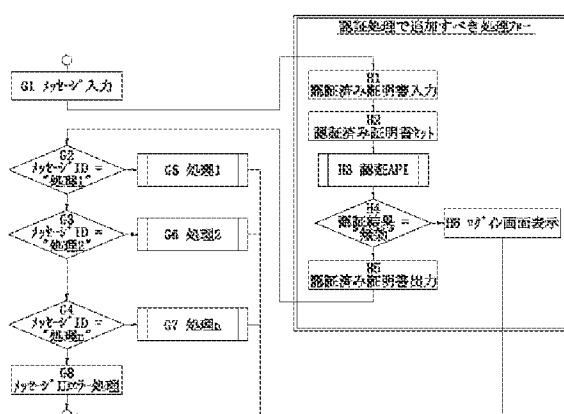 認証処理で追加すべき処理フロー
G1 メッセージ入力
H1
認証済み証明書入力
H2
認証済み証明書セット
H3 認証API
H4
認証結果 =
"無効"
H6 ログイン画面表示
H5
認証済み証明書出力
G2
メッセージID =
"処理1"
G5 処理1
G3
メッセージID =
"処理2"
G6 処理2
G4
メッセージID =
"処理n"
G7 処理n
G8
メッセージIDエラー処理